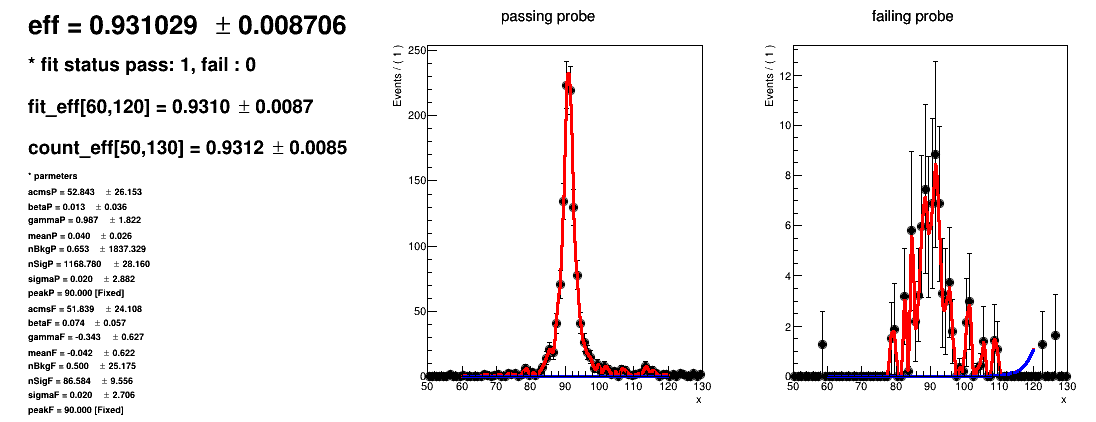 eff = 0.931029 ± 0.008706
* fit status pass: 1, fail : 0
fit_eff[60,120] = 0.9310 ± 0.0087
count_eff[50,130] = 0.9312 ± 0.0085
* parmeters
acmsP = 52.843 ± 26.153
betaP = 0.013 ± 0.036
gammaP = 0.987 ± 1.822
meanP = 0.040 ± 0.026
nBkgP = 0.653 ± 1837.329
nSigP = 1168.780 ± 28.160
sigmaP = 0.020 ± 2.882
peakP = 90.000 [Fixed]
acmsF = 51.839 ± 24.108
betaF = 0.074 ± 0.057
gammaF = -0.343 ± 0.627
meanF = -0.042 ± 0.622
nBkgF = 0.500 ± 25.175
nSigF = 86.584 ± 9.556
sigmaF = 0.020 ± 2.706
peakF = 90.000 [Fixed]
passing probe
Events / ( 1 )
250
200
150
100
50
0
50 60 70 80 90 100 110 120 130
x
failing probe
Events / ( 1 )
12
10
8
6
4
2
0
50 60 70 80 90 100 110 120 130
x